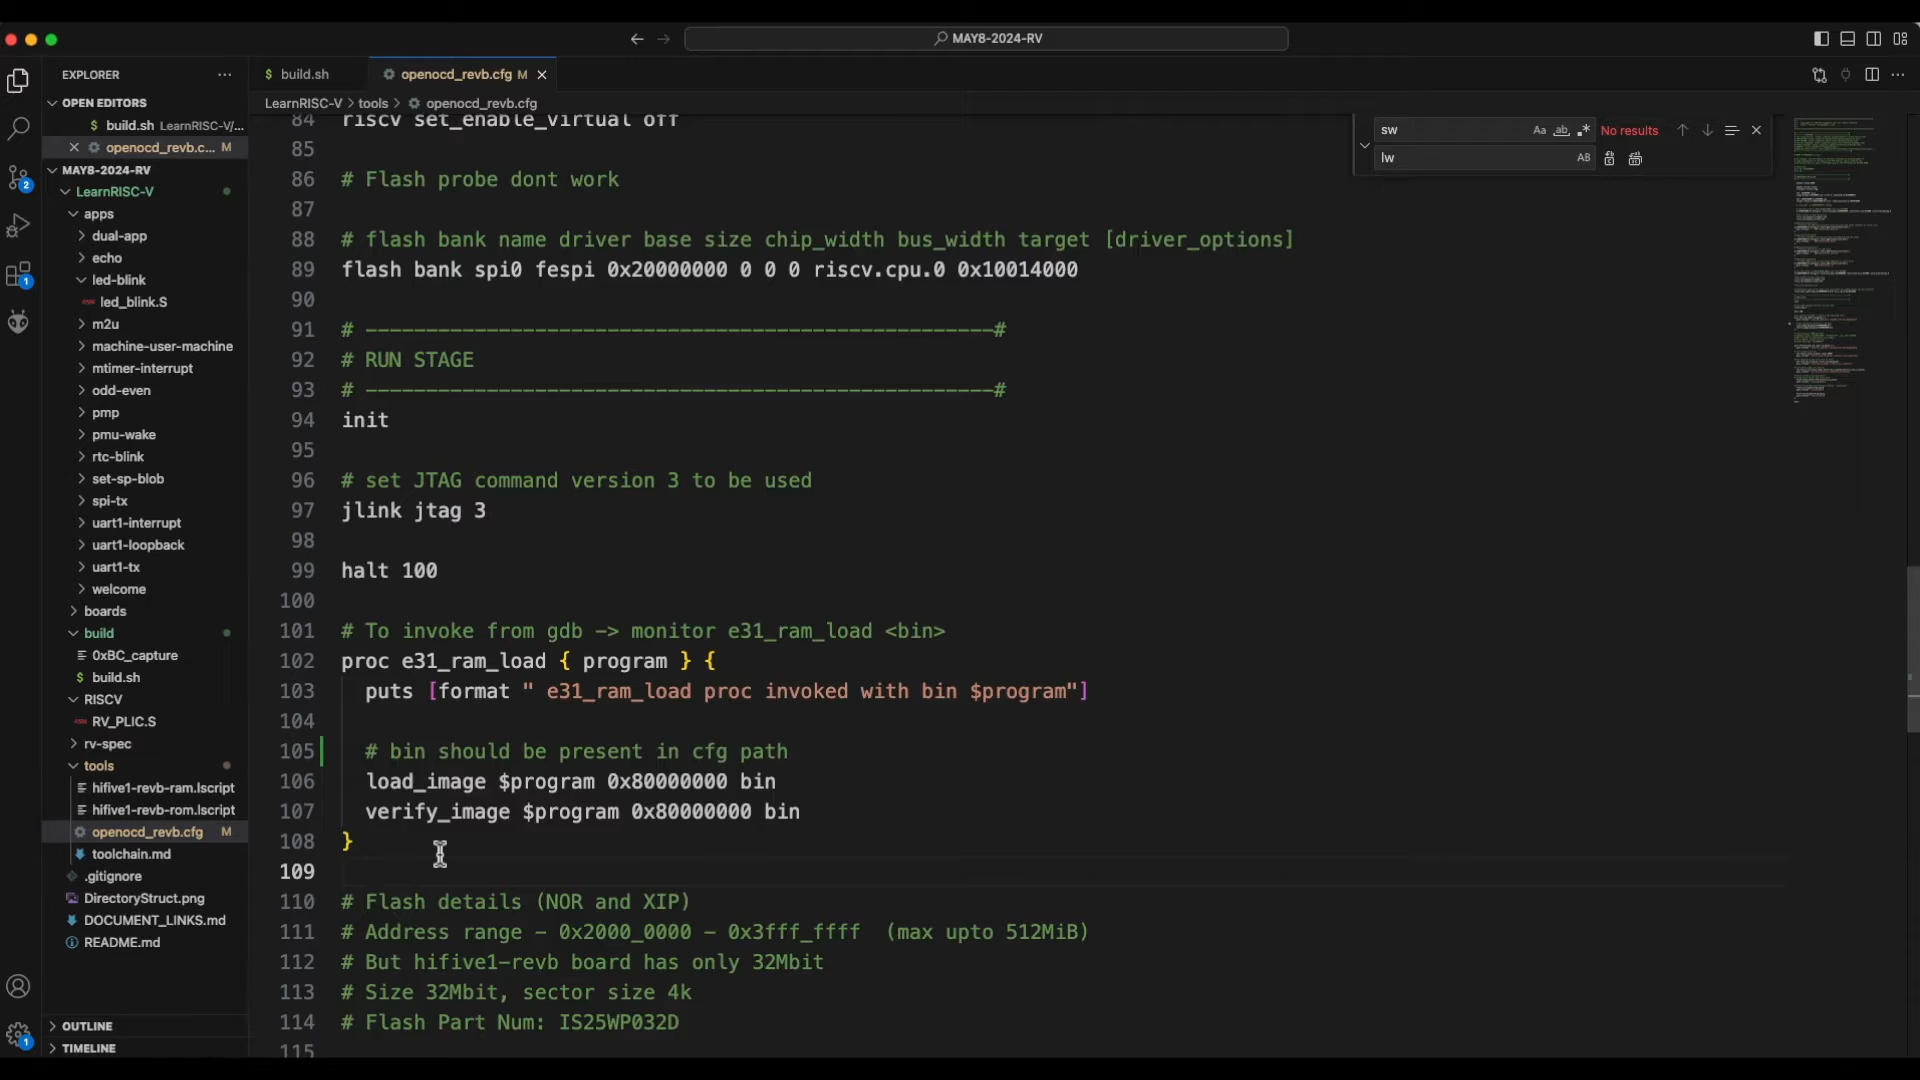 MAY8-2024-RV
EXPLORER
OPEN EDITORS
$ build.sh LearnRISC-V/...
openocd_revb.c... M
MAY8-2024-RV
LearnRISC-V
apps
dual-app
echo
led-blink
led_blink.S
m2u
machine-user-machine
mtimer-interrupt
odd-even
pmp
pmu-wake
rtc-blink
set-sp-blob
spi-tx
uart1-interrupt
uart1-loopback
uart1-tx
welcome
boards
build
0xBC_capture
$ build.sh
RISCV
RV_PLIC.S
rv-spec
tools
hifive1-revb-ram.lscript
hifive1-revb-rom.lscript
openocd_revb.cfg M
toolchain.md
.gitignore
DirectoryStruct.png
DOCUMENT_LINKS.md
README.md
OUTLINE
TIMELINE
2
1
1
$ build.sh
openocd_revb.cfg M
LearnRISC-V > tools > openocd_revb.cfg
sw Aa ab .* No results
lw AB
84 riscv set_enable_virtual off
85
86 # Flash probe dont work
87
88 # flash bank name driver base size chip_width bus_width target [driver_options]
89 flash bank spi0 fespi 0x20000000 0 0 0 riscv.cpu.0 0x10014000
90
91 # ----------------------------------------------------#
92 # RUN STAGE
93 # ----------------------------------------------------#
94 init
95
96 # set JTAG command version 3 to be used
97 jlink jtag 3
98
99 halt 100
100
101 # To invoke from gdb -> monitor e31_ram_load <bin>
102 proc e31_ram_load { program } {
103 puts [format " e31_ram_load proc invoked with bin $program"]
104
105 # bin should be present in cfg path
106 load_image $program 0x80000000 bin
107 verify_image $program 0x80000000 bin
108 }
109
110 # Flash details (NOR and XIP)
111 # Address range - 0x2000_0000 - 0x3fff_ffff (max upto 512MiB)
112 # But hifive1-revb board has only 32Mbit
113 # Size 32Mbit, sector size 4k
114 # Flash Part Num: IS25WP032D
115